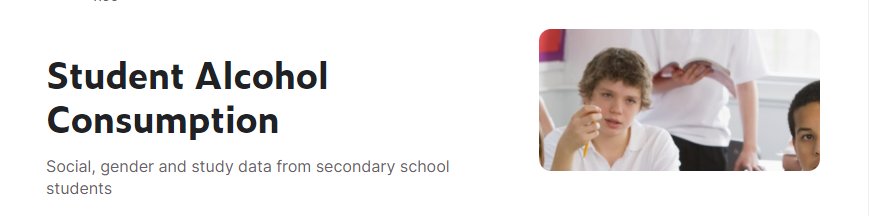 Student Alcohol
Consumption
Social, gender and study data from secondary school
students